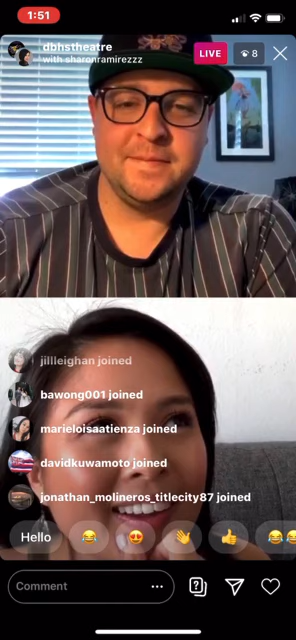 1:51
dbhstheatre
with sharonramirezzz
LIVE
8
jillleighan joined
bawong001 joined
marieloisaatienza joined
davidkuwamoto joined
jonathan_molineros_titlecity87 joined
Hello
Comment